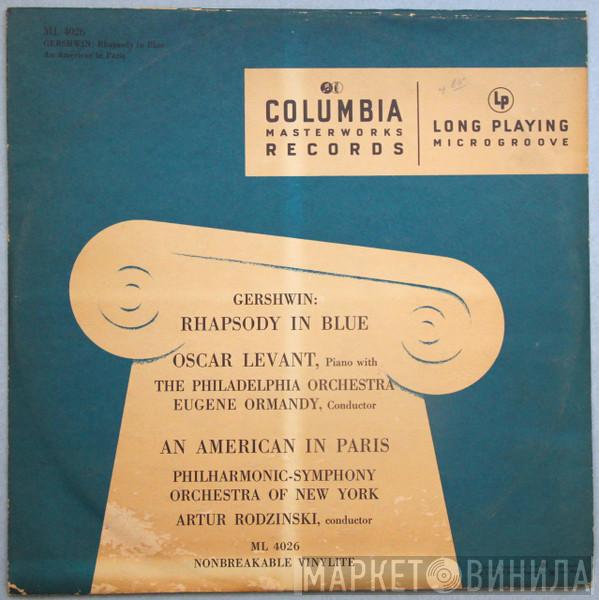 ML 4026
GERSHWIN: Rhapsody in Blue
An American in Paris
COLUMBIA
MASTERWORKS
RECORDS
LP
LONG PLAYING
MICROGROOVE
GERSHWIN:
RHAPSODY IN BLUE
OSCAR LEVANT, Piano with
THE PHILADELPHIA ORCHESTRA
EUGENE ORMANDY, Conductor
AN AMERICAN IN PARIS
PHILHARMONIC-SYMPHONY
ORCHESTRA OF NEW YORK
ARTUR RODZINSKI, conductor
ML 4026
NONBREAKABLE VINYLITE
МАРКЕТ ВИНИЛА